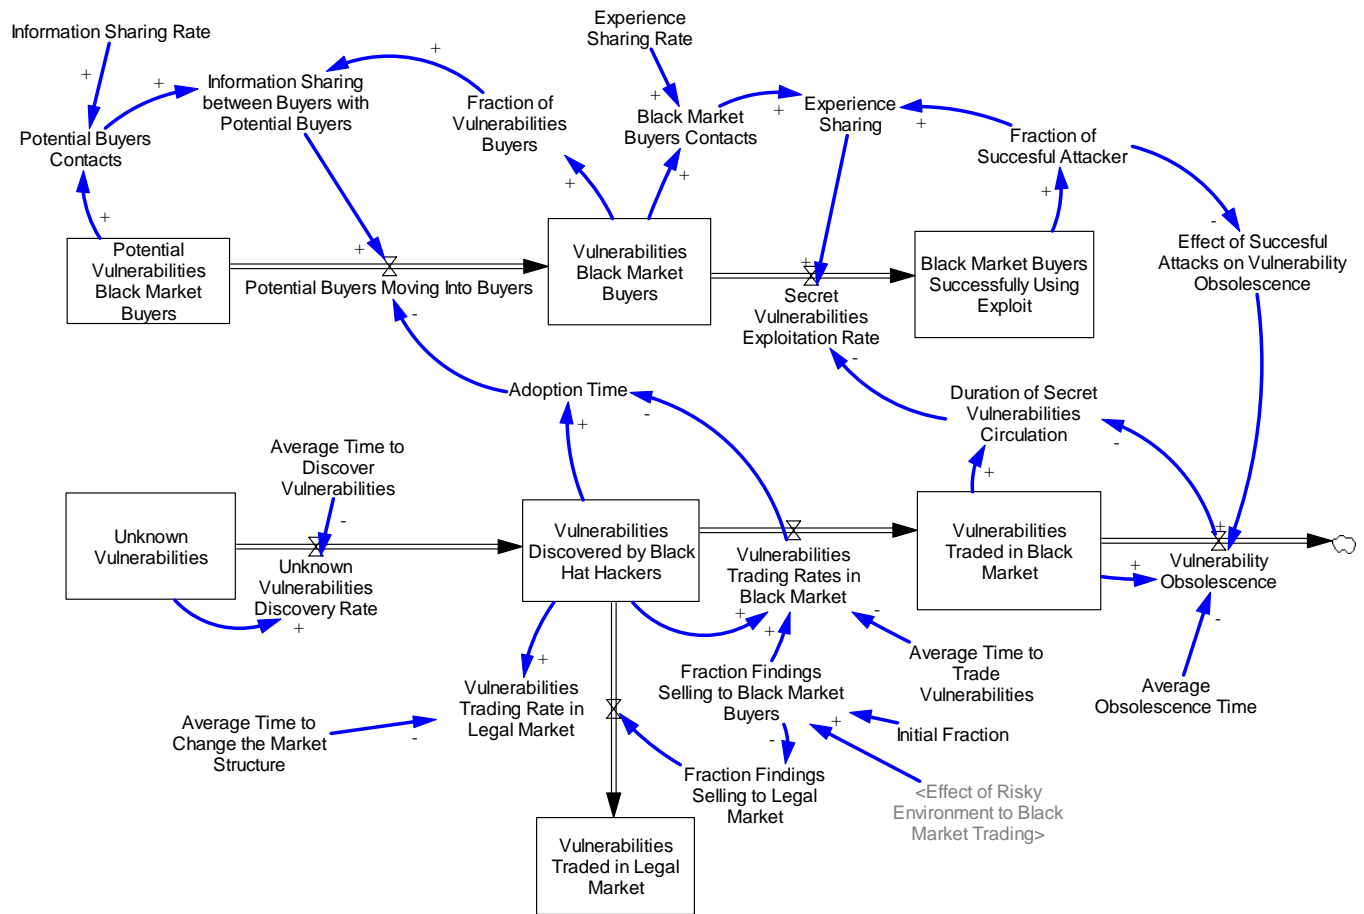 Information Sharing Rate
Experience
Sharing Rate
Information Sharing
between Buyers with
Potential Buyers
Fraction of
Vulnerabilities
Buyers
Black Market
Buyers Contacts
Experience
Sharing
Fraction of
Succesful Attacker
Potential Buyers
Contacts
Potential
Vulnerabilities
Black Market
Buyers
Potential Buyers Moving Into Buyers
Vulnerabilities
Black Market
Buyers
Secret
Vulnerabilities
Exploitation Rate
Black Market Buyers
Successfully Using
Exploit
Effect of Succesful
Attacks on Vulnerability
Obsolescence
Adoption Time
Duration of Secret
Vulnerabilities
Circulation
Average Time to
Discover
Vulnerabilities
Unknown
Vulnerabilities
Unknown
Vulnerabilities
Discovery Rate
Vulnerabilities
Discovered by Black
Hat Hackers
Vulnerabilities
Trading Rates in
Black Market
Vulnerabilities
Traded in Black
Market
Vulnerability
Obsolescence
Average Time to
Trade
Vulnerabilities
Average
Obsolescence Time
Vulnerabilities
Trading Rate in
Legal Market
Fraction Findings
Selling to Black Market
Buyers
Average Time to
Change the Market
Structure
Initial Fraction
Fraction Findings
Selling to Legal
Market
<Effect of Risky
Environment to Black
Market Trading>
Vulnerabilities
Traded in Legal
Market